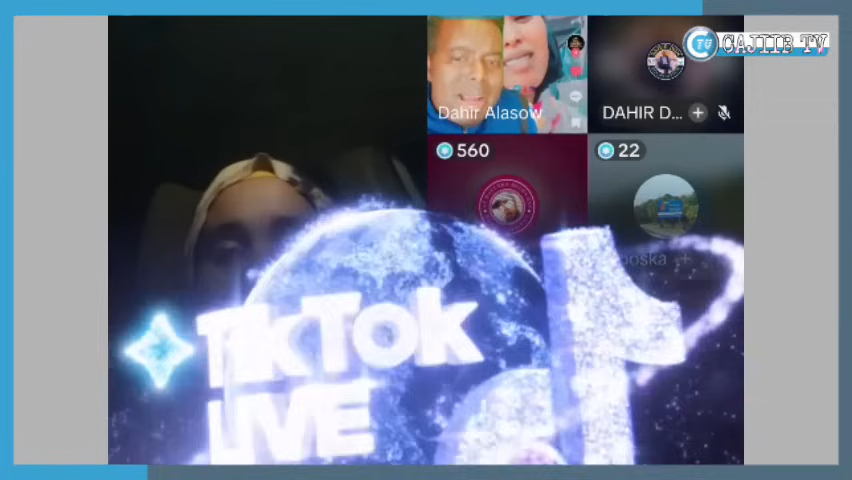 CAJIIB TV
Dahir Alasow
DAHIR D...
560
22
TikTok
LIVE